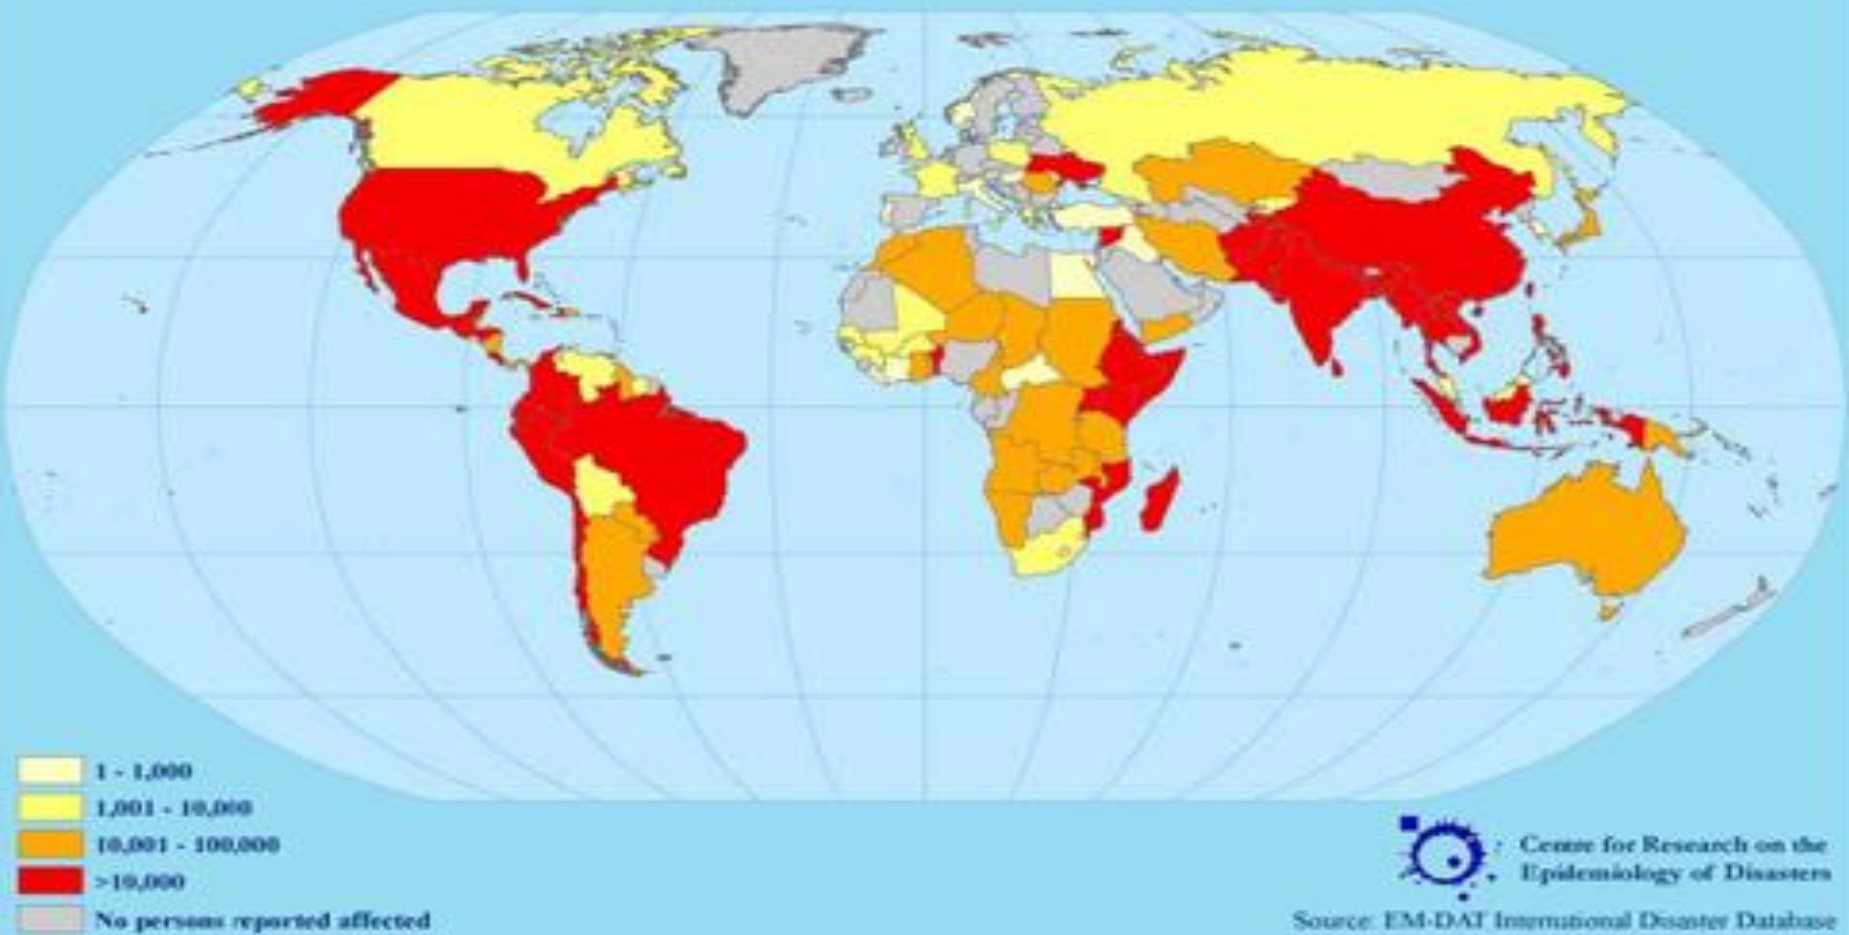 1 - 1,000
1,001 - 10,000
10,001 - 100,000
>10,000
No persons reported affected
Centre for Research on the
Epidemiology of Disasters
Source: EM-DAT International Disaster Database